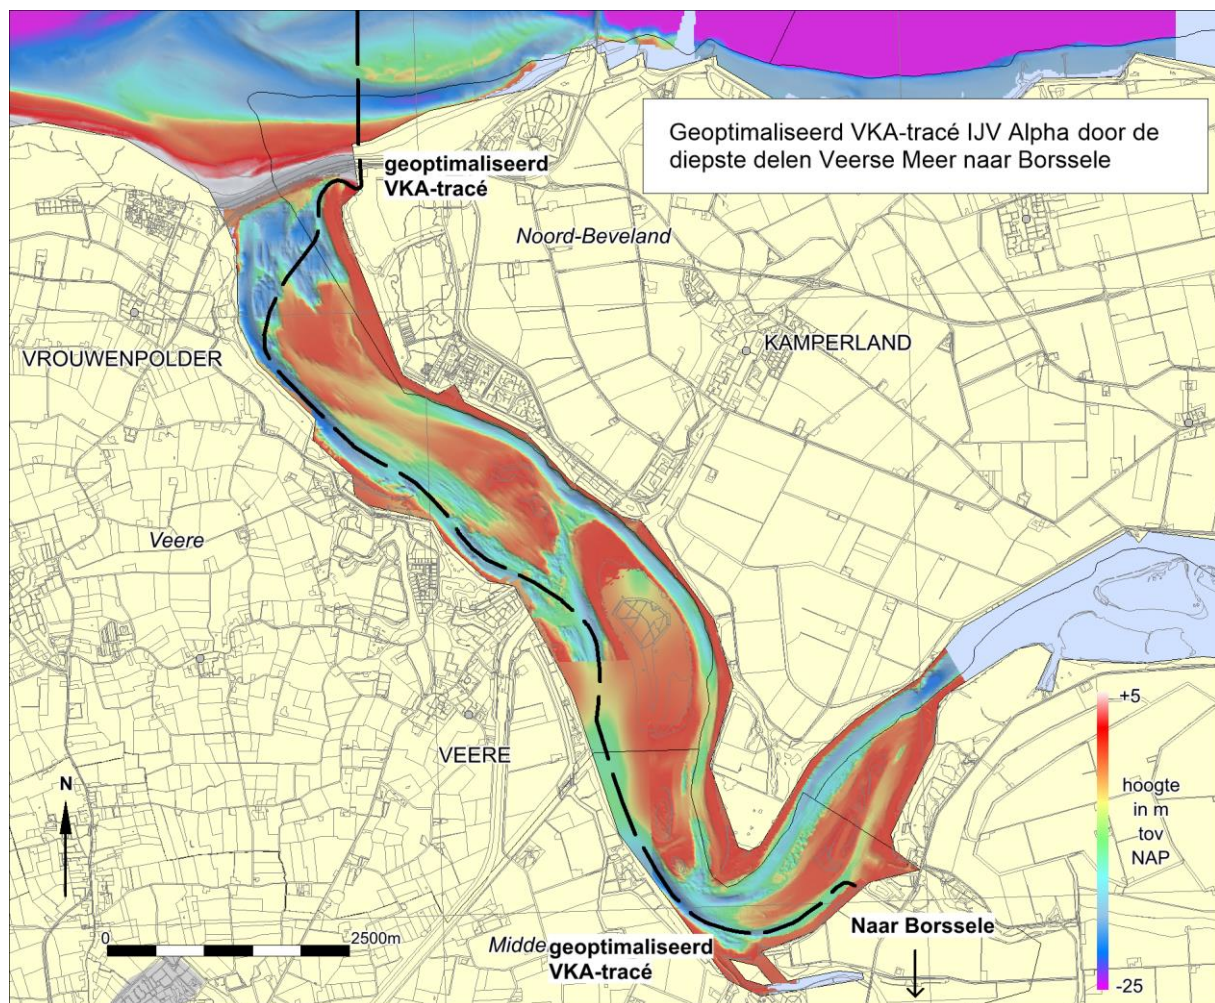 Geoptimaliseerd VKA-tracé IJV Alpha door de
diepste delen Veerse Meer naar Borssele
geoptimaliseerd
VKA-tracé
Noord-Beveland
KAMPERLAND
VROUWENPOLDER
Veere
VEERE
N
0
2500m
Midde
geoptimaliseerd
VKA-tracé
Naar Borssele
+5
hoogte
in m
tov
NAP
-25